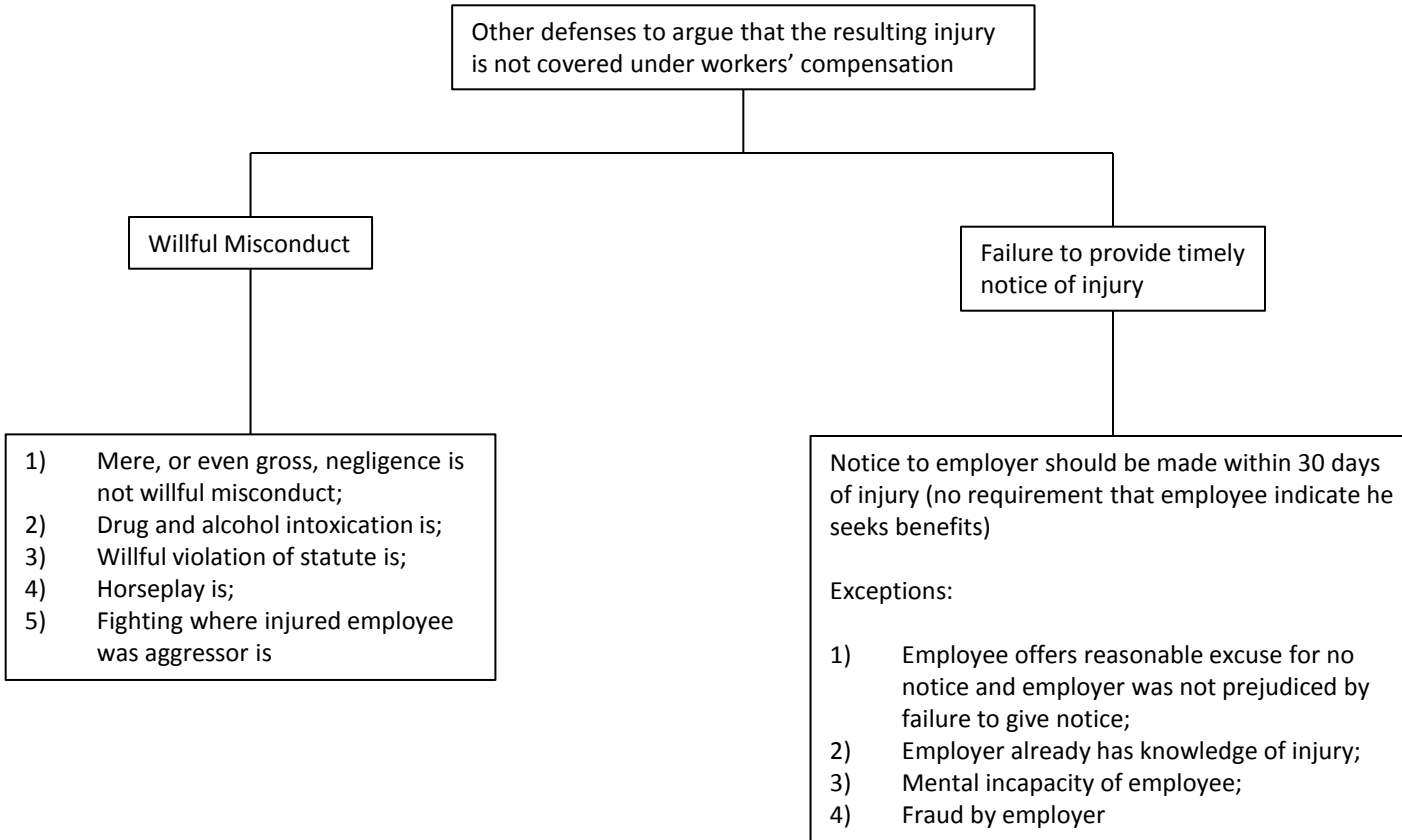 Other defenses to argue that the resulting injury
is not covered under workers’ compensation
Willful Misconduct
Failure to provide timely
notice of injury
1) Mere, or even gross, negligence is
not willful misconduct;
2) Drug and alcohol intoxication is;
3) Willful violation of statute is;
4) Horseplay is;
5) Fighting where injured employee
was aggressor is
Notice to employer should be made within 30 days
of injury (no requirement that employee indicate he
seeks benefits)
Exceptions:
1) Employee offers reasonable excuse for no
notice and employer was not prejudiced by
failure to give notice;
2) Employer already has knowledge of injury;
3) Mental incapacity of employee;
4) Fraud by employer